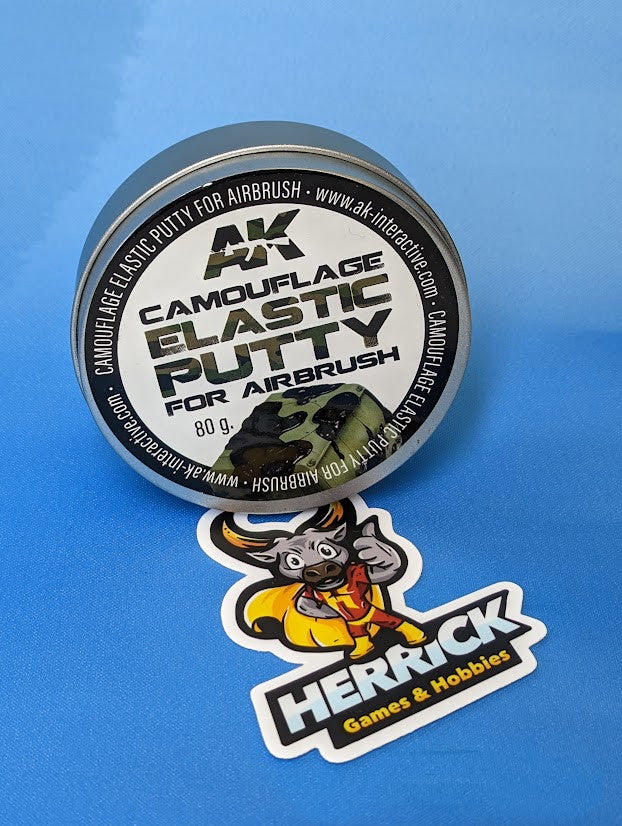 CAMOUFLAGE ELASTIC PUTTY FOR AIRBRUSH · www.ak-interactive.com ·
CAMOUFLAGE ELASTIC PUTTY FOR AIRBRUSH · www.ak-interactive.com ·
AK
CAMOUFLAGE
ELASTIC
PUTTY
FOR AIRBRUSH
80 g.
HERRICK
Games & Hobbies